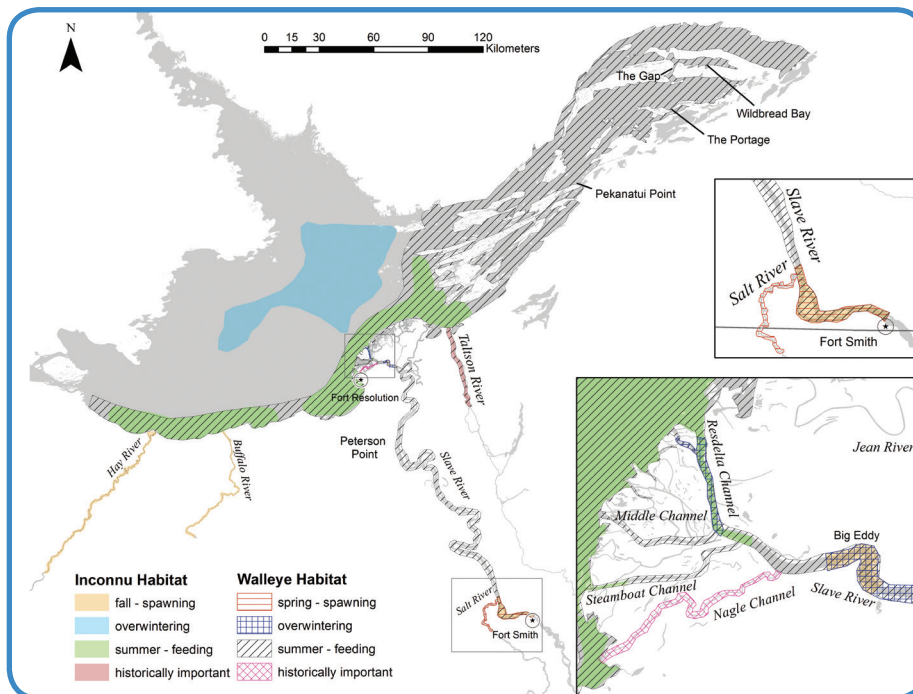 N
0 15 30 60 90 120
Kilometers
The Gap
Wildbread Bay
The Portage
Pekanatui Point
Slave River
Salt River
Fort Smith
Taltson River
Fort Resolution
Peterson
Point
Hay River
Buffalo River
Slave River
Salt River
Fort Smith
Resdelta Channel
Jean River
Middle Channel
Big Eddy
Steamboat Channel
Nagle Channel
Slave River
Inconnu Habitat
fall - spawning
overwintering
summer - feeding
historically important
Walleye Habitat
spring - spawning
overwintering
summer - feeding
historically important